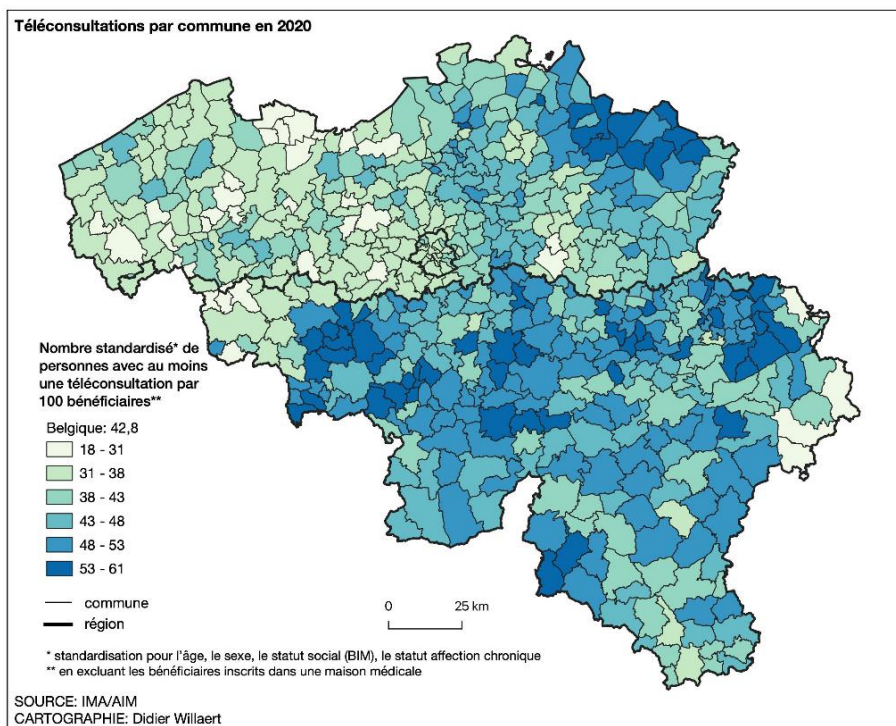 Téléconsultations par commune en 2020
Nombre standardisé* de
personnes avec au moins
une téléconsultation par
100 bénéficiaires**
Belgique: 42,8
18 - 31
31 - 38
38 - 43
43 - 48
48 - 53
53 - 61
commune
région
0 25 km
* standardisation pour l'âge, le sexe, le statut social (BIM), le statut affection chronique
** en excluant les bénéficiaires inscrits dans une maison médicale
SOURCE: IMA/AIM
CARTOGRAPHIE: Didier Willaert